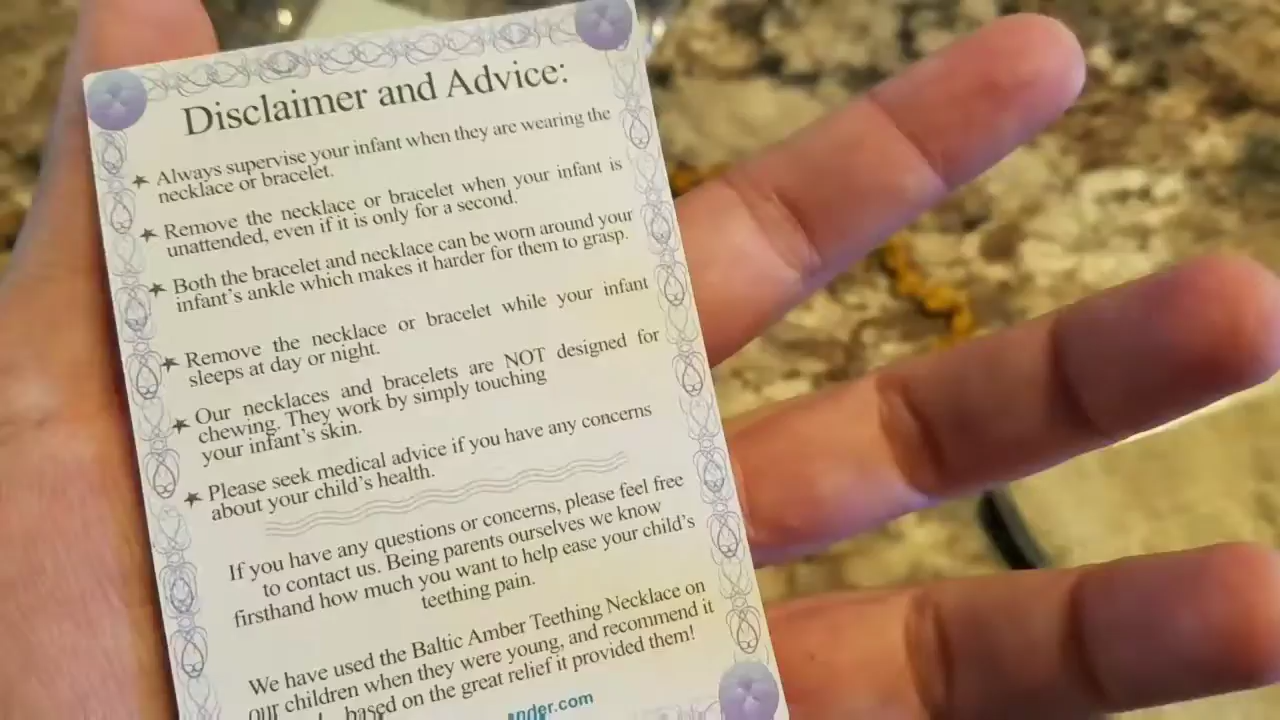 Disclaimer and Advice:
Always supervise your infant when they are wearing the
necklace or bracelet.
Remove the necklace or bracelet when your infant is
unattended, even if it is only for a second.
Both the bracelet and necklace can be worn around your
infant's ankle which makes it harder for them to grasp.
Remove the necklace or bracelet while your infant
sleeps at day or night.
Our necklaces and bracelets are NOT designed for
chewing. They work by simply touching
your infant's skin.
Please seek medical advice if you have any concerns
about your child's health.
If you have any questions or concerns, please feel free
to contact us. Being parents ourselves we know
firsthand how much you want to help ease your child's
teething pain.
We have used the Baltic Amber Teething Necklace on
our children when they were young, and recommend it
based on the great relief it provided them!